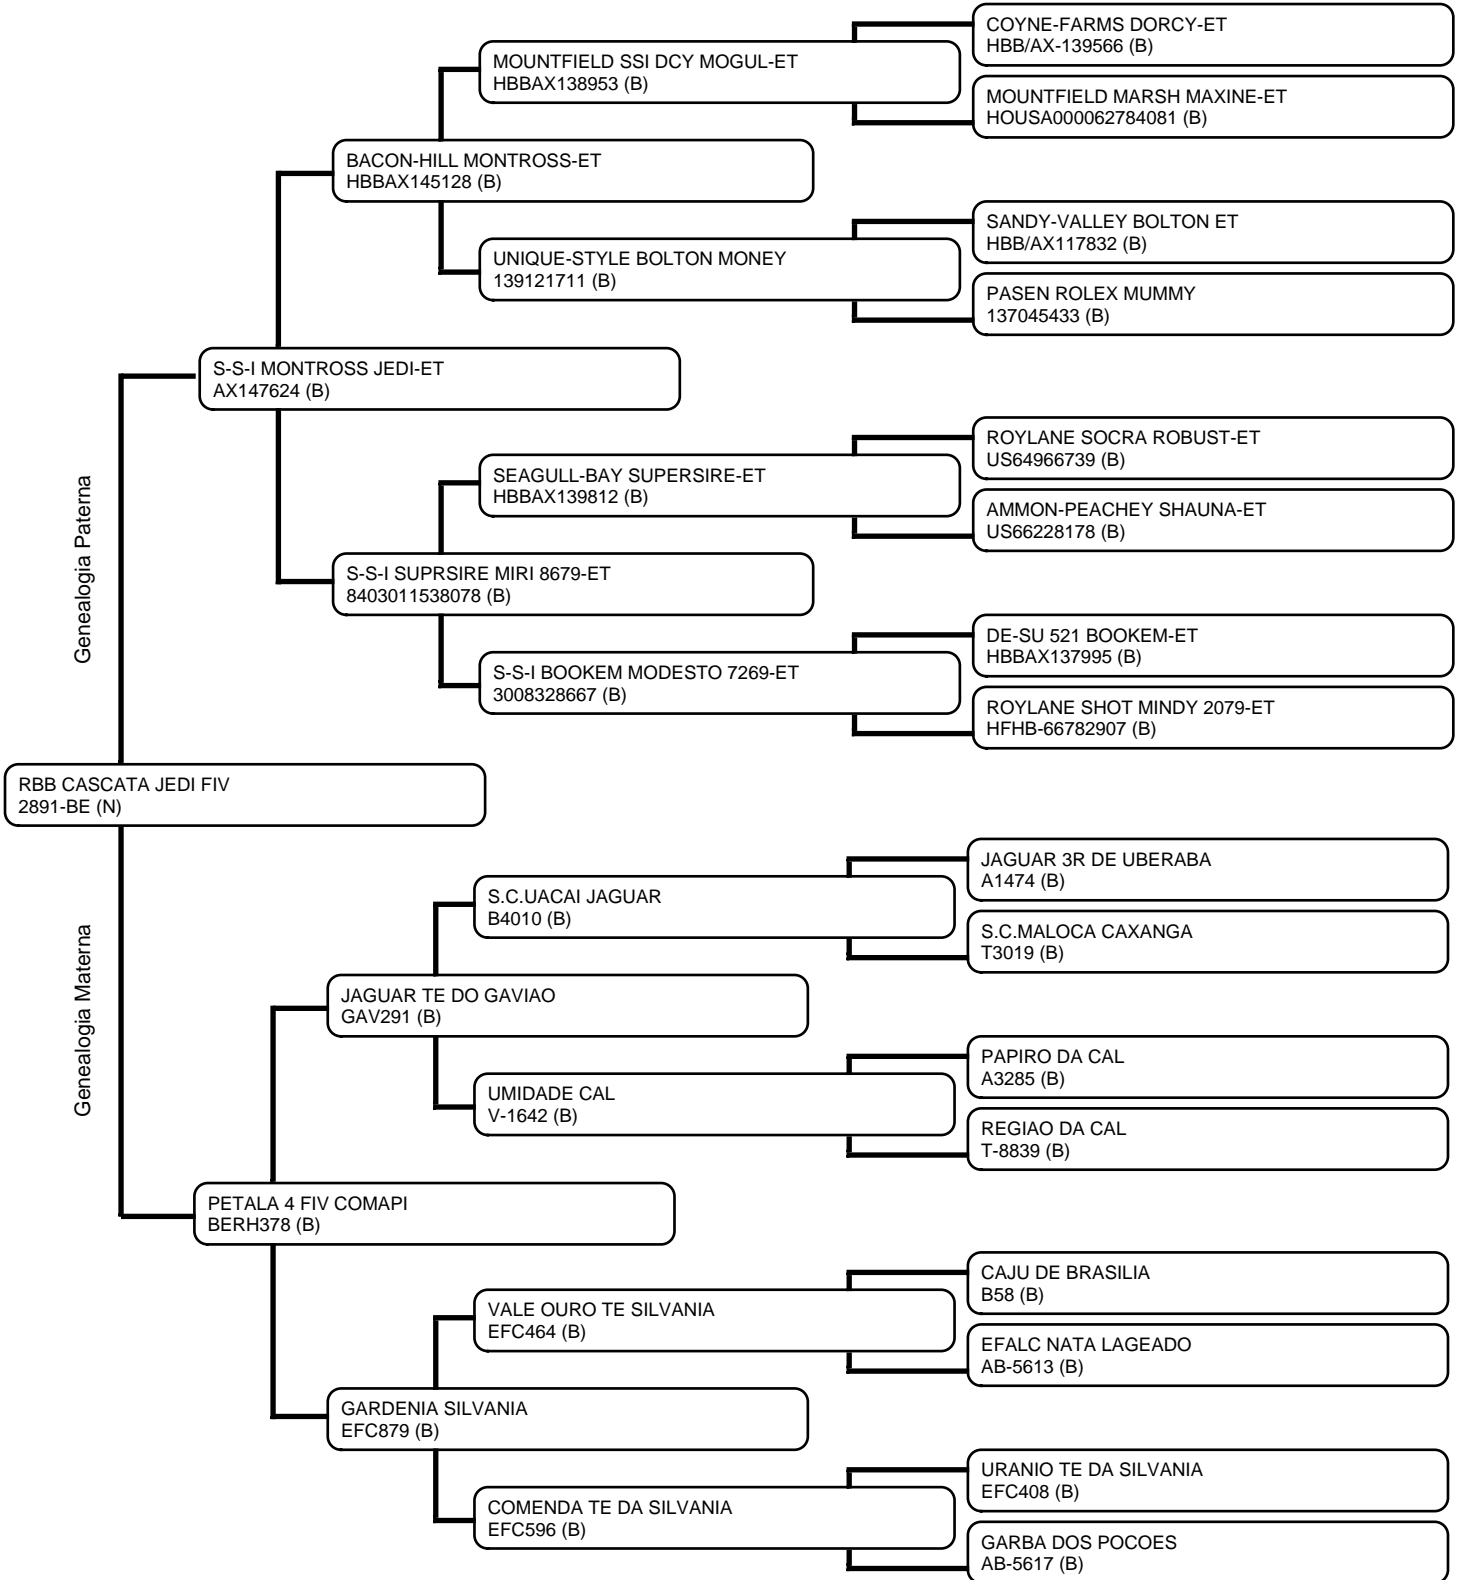 COYNE-FARMS DORCY-ET
HBB/AX-139566 (B)
MOUNTFIELD SSI DCY MOGUL-ET
HBBAX138953 (B)
MOUNTFIELD MARSH MAXINE-ET
HOUSA000062784081 (B)
BACON-HILL MONTROSS-ET
HBBAX145128 (B)
SANDY-VALLEY BOLTON ET
HBB/AX117832 (B)
UNIQUE-STYLE BOLTON MONEY
139121711 (B)
PASEN ROLEX MUMMY
137045433 (B)
S-S-I MONTROSS JEDI-ET
AX147624 (B)
ROYLANE SOCRA ROBUST-ET
US64966739 (B)
SEAGULL-BAY SUPERSIRE-ET
HBBAX139812 (B)
AMMON-PEACHEY SHAUNA-ET
US66228178 (B)
Genealogia Paterna
S-S-I SUPRSIRE MIRI 8679-ET
8403011538078 (B)
DE-SU 521 BOOKEM-ET
HBBAX137995 (B)
S-S-I BOOKEM MODESTO 7269-ET
3008328667 (B)
ROYLANE SHOT MINDY 2079-ET
HFHB-66782907 (B)
RBB CASCATA JEDI FIV
2891-BE (N)
JAGUAR 3R DE UBERABA
A1474 (B)
S.C.UACAI JAGUAR
B4010 (B)
S.C.MALOCA CAXANGA
T3019 (B)
Genealogia Materna
JAGUAR TE DO GAVIAO
GAV291 (B)
PAPIRO DA CAL
A3285 (B)
UMIDADE CAL
V-1642 (B)
REGIAO DA CAL
T-8839 (B)
PETALA 4 FIV COMAPI
BERH378 (B)
CAJU DE BRASILIA
B58 (B)
VALE OURO TE SILVANIA
EFC464 (B)
EFALC NATA LAGEADO
AB-5613 (B)
GARDENIA SILVANIA
EFC879 (B)
URANIO TE DA SILVANIA
EFC408 (B)
COMENDA TE DA SILVANIA
EFC596 (B)
GARBA DOS POCOES
AB-5617 (B)